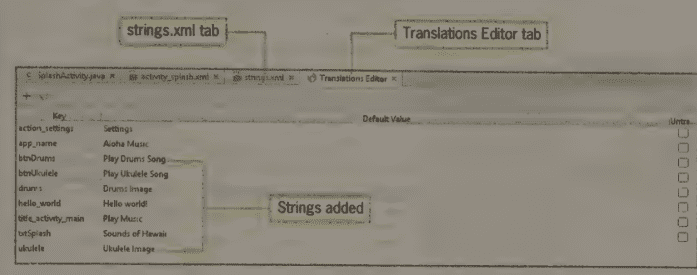 strings.xml tab
Translations Editor tab
SplashActivity.java × activity_splash.xml × strings.xml × Translations Editor ×
+
Key Default Value Untra...
action_settings Settings
app_name Aloha Music
btnDrums Play Drums Song
btnUkulele Play Ukulele Song
drums Drums Image
hello_world Hello world!
title_activity_main Play Music
txtSplash Sounds of Hawaii
ukulele Ukulele Image
Strings added